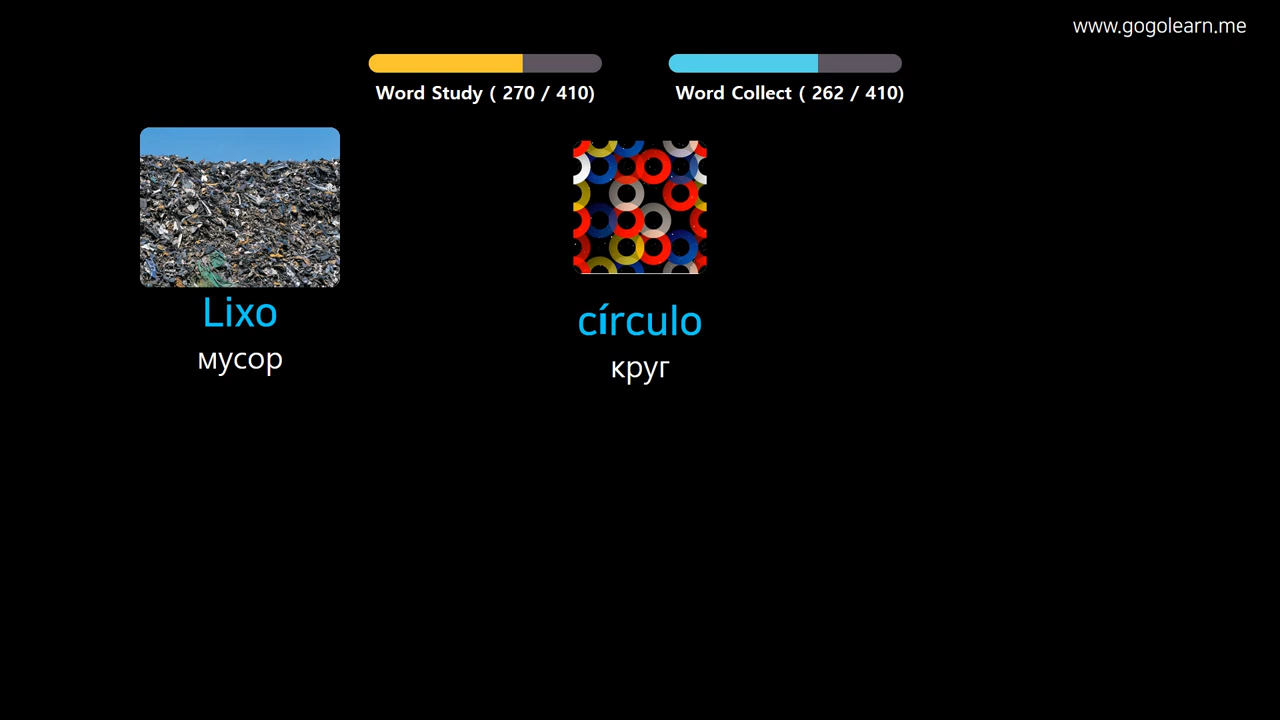 www.gogolearn.me
Word Study ( 270 / 410)
Word Collect ( 262 / 410)
Lixo
мусор
círculo
круг